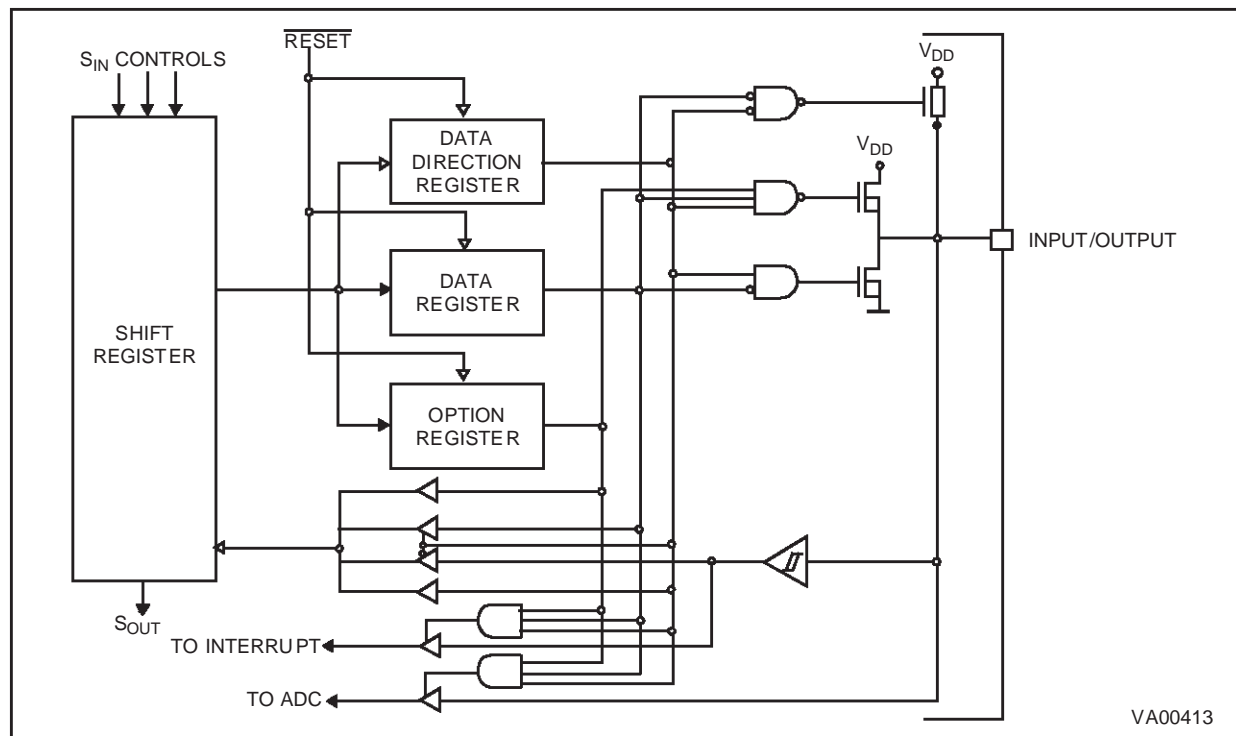 RESET
S_IN CONTROLS
V_DD
DATA
DIRECTION
REGISTER
V_DD
INPUT/OUTPUT
DATA
REGISTER
SHIFT
REGISTER
OPTION
REGISTER
S_OUT
TO INTERRUPT
TO ADC
VA00413